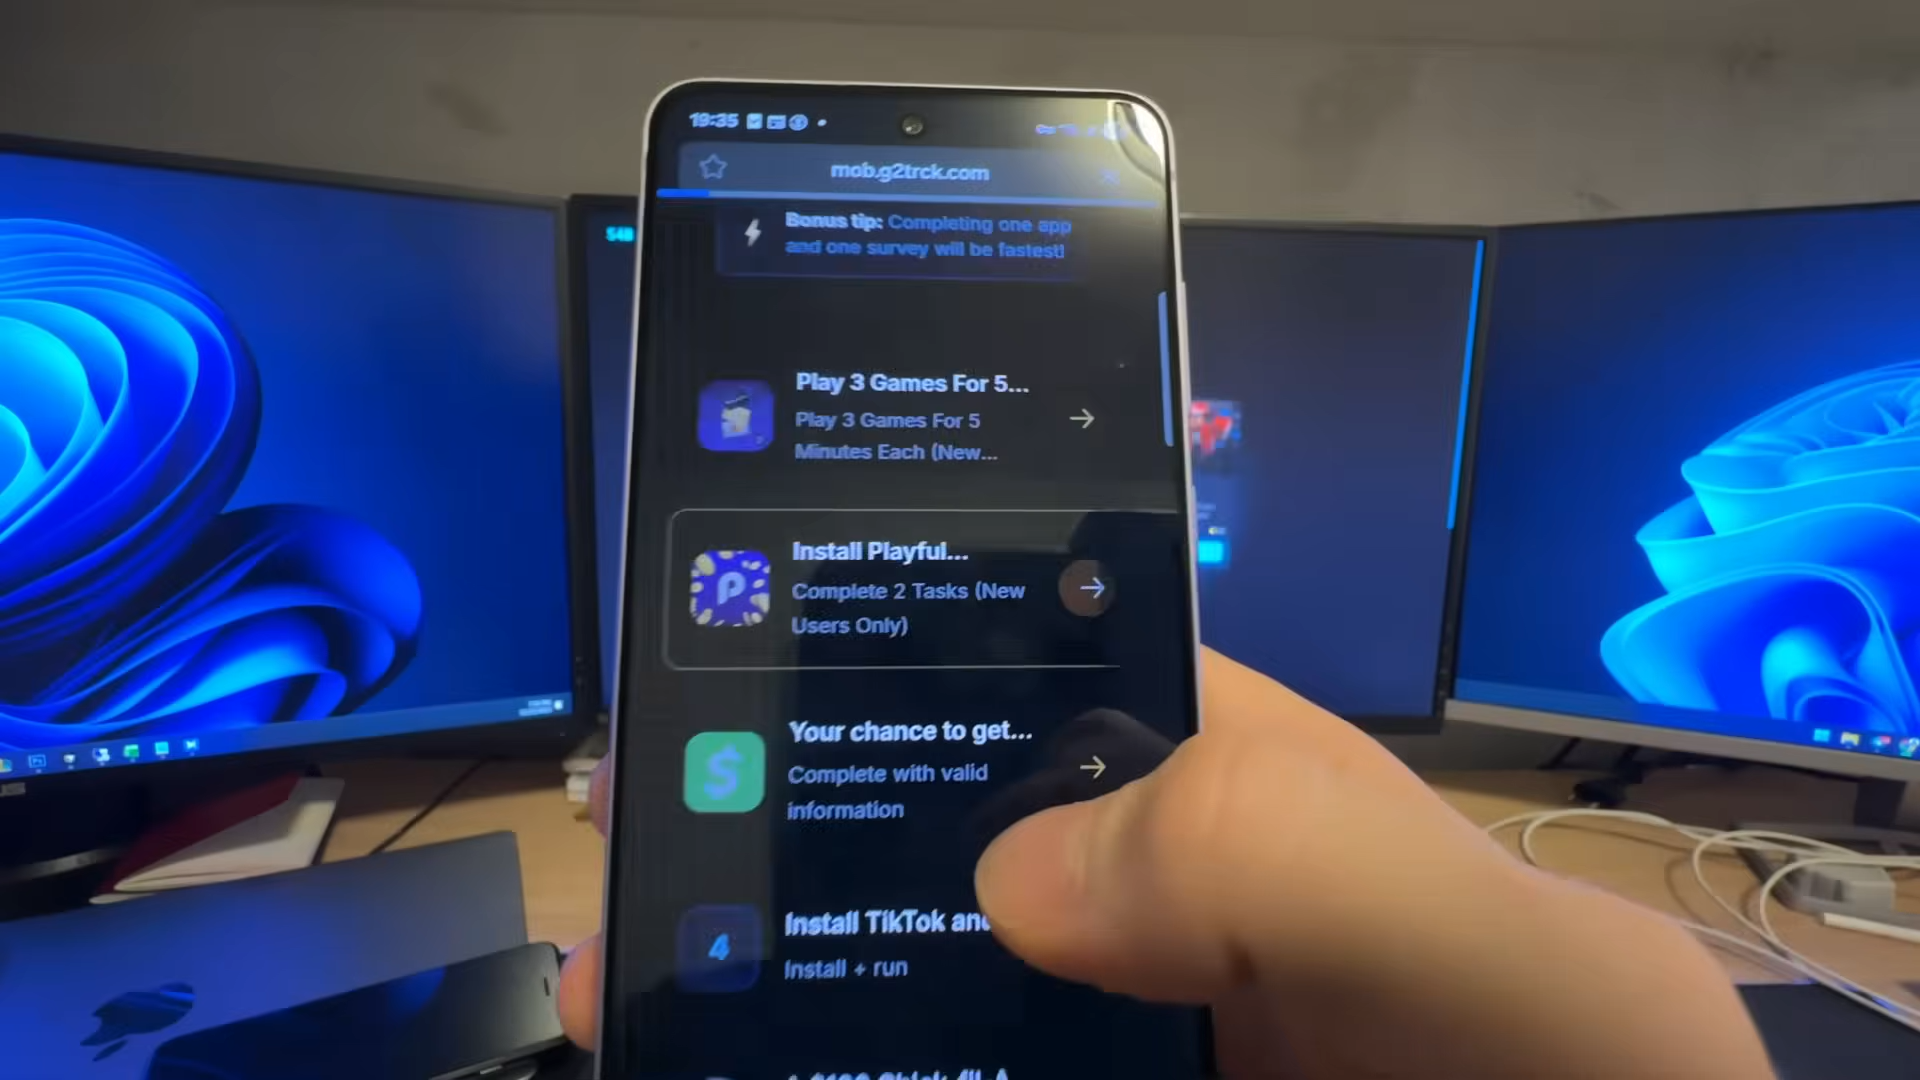 19:35
mob.g2trck.com
Bonus tip: Completing one app
and one survey will be fastest!
Play 3 Games For 5...
Play 3 Games For 5
Minutes Each (New...
Install Playful...
Complete 2 Tasks (New
Users Only)
Your chance to get...
Complete with valid
information
4
Install TikTok and
Install + run